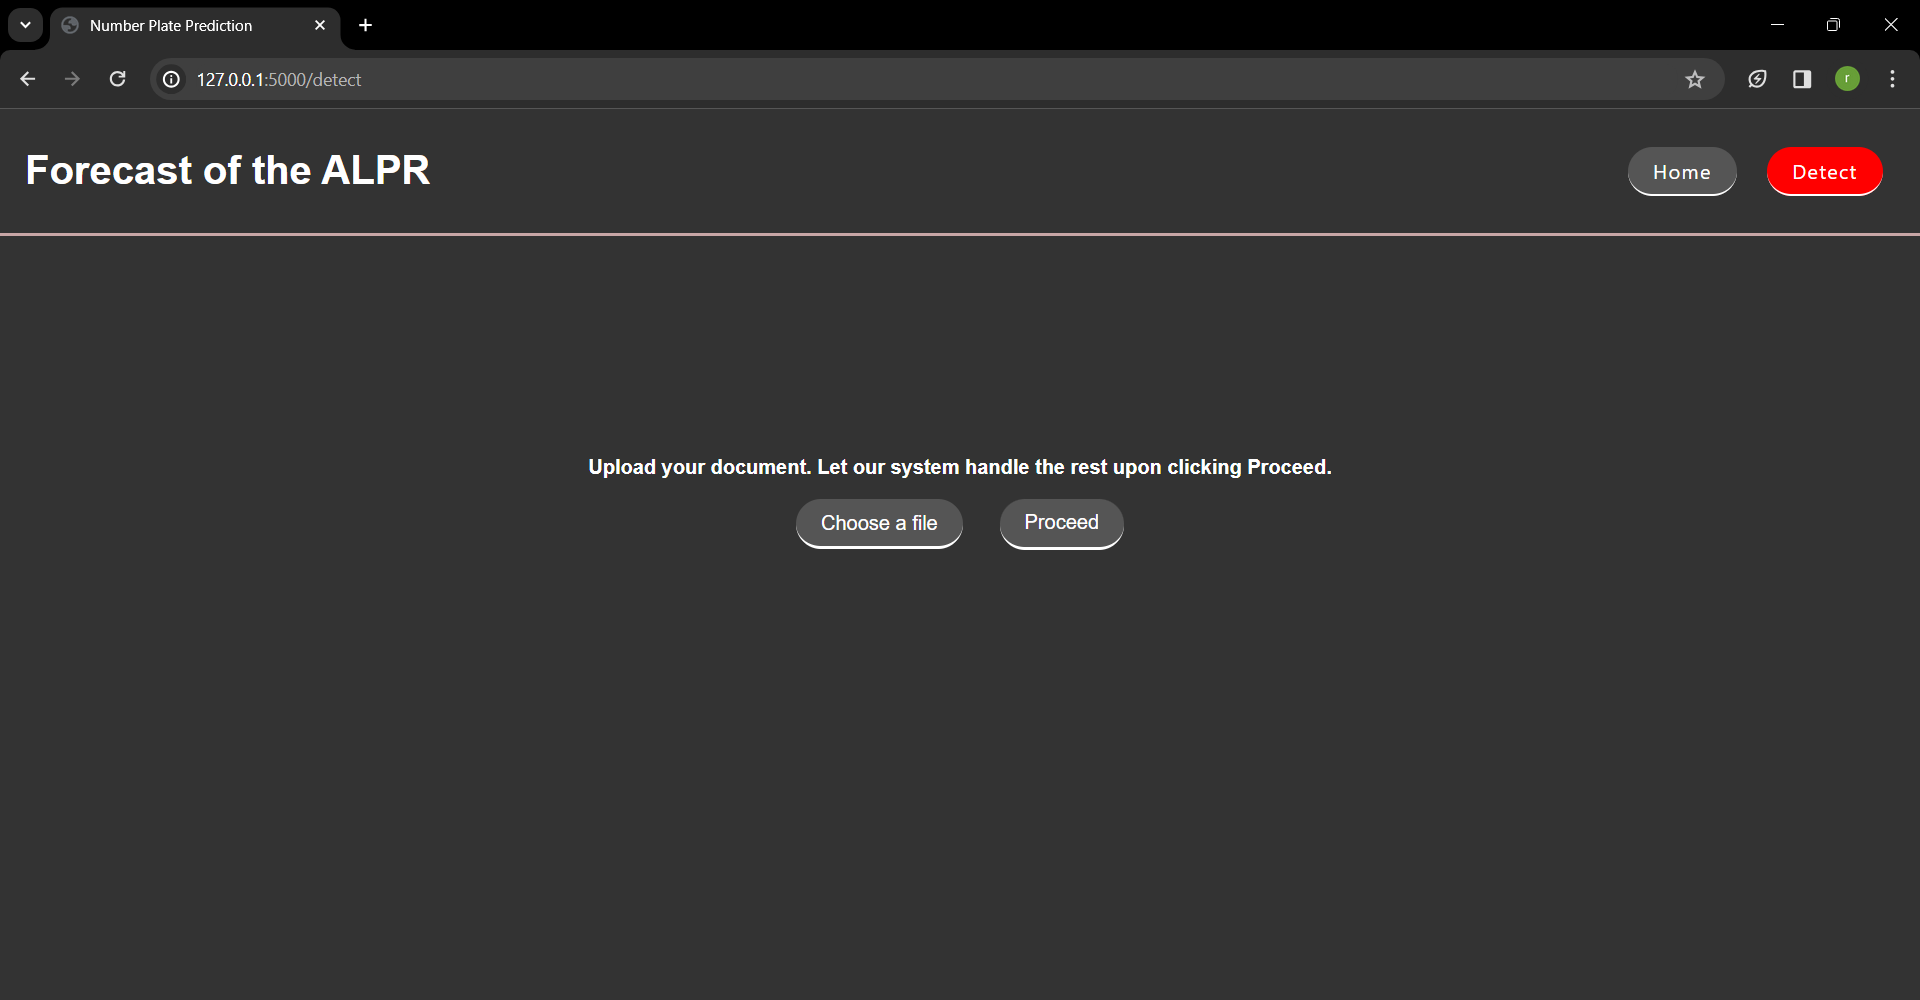 Number Plate Prediction
127.0.0.1:5000/detect
r
Forecast of the ALPR
Home
Detect
Upload your document. Let our system handle the rest upon clicking Proceed.
Choose a file
Proceed